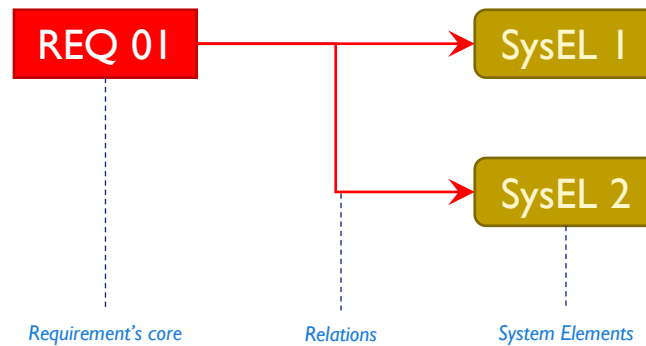 REQ 01
SysEL 1
SysEL 2
Requirement's core
Relations
System Elements